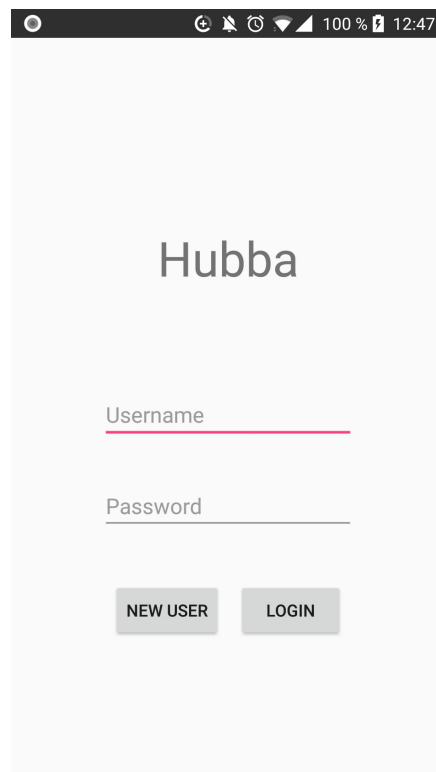 100 % 12:47
Hubba
Username
Password
NEW USER LOGIN